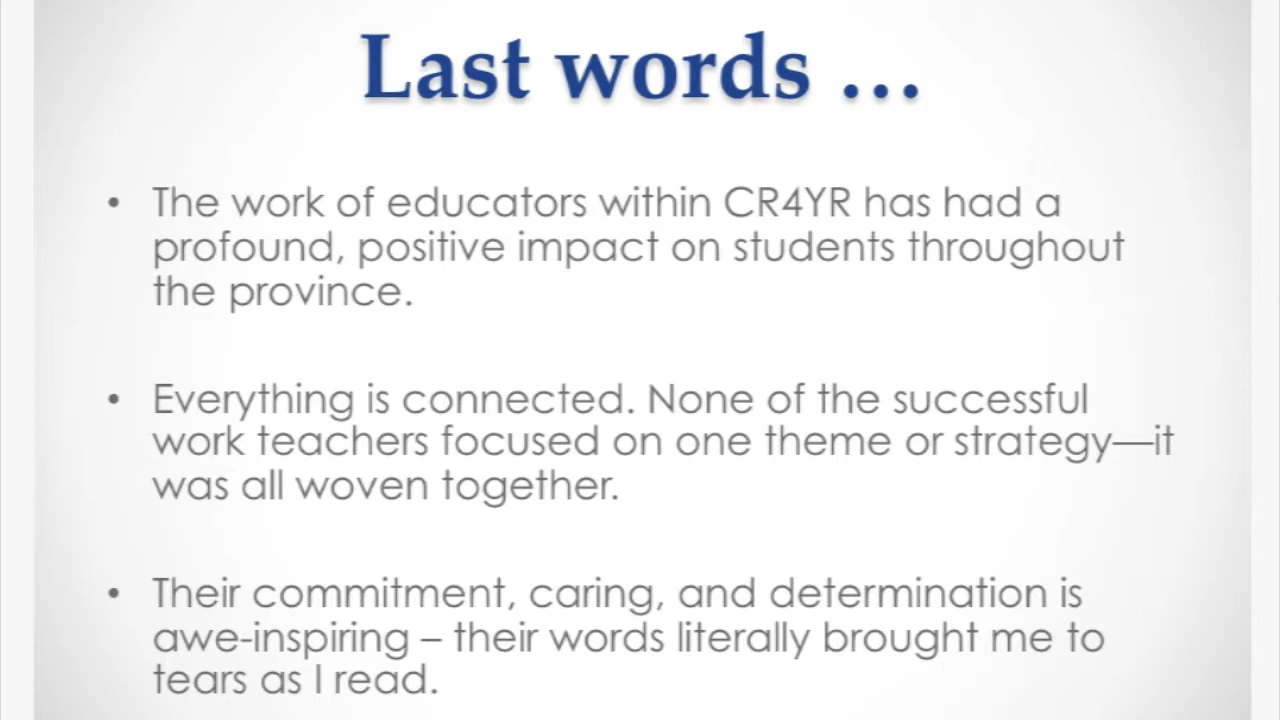 Last words ...
• The work of educators within CR4YR has had a
profound, positive impact on students throughout
the province.
• Everything is connected. None of the successful
work teachers focused on one theme or strategy—it
was all woven together.
• Their commitment, caring, and determination is
awe-inspiring – their words literally brought me to
tears as I read.